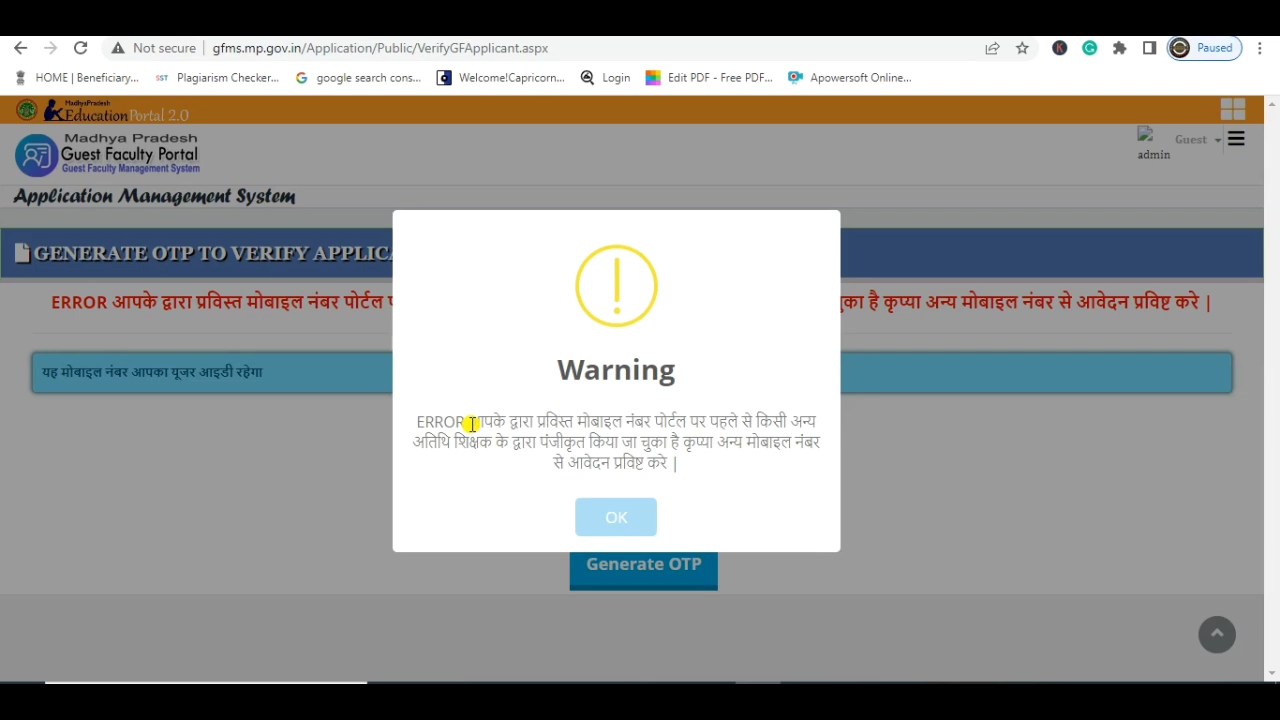 Not secure | gfms.mp.gov.in/Application/Public/VerifyGFApplicant.aspx
Paused
HOME | Beneficiary... Plagiarism Checker... google search cons... Welcome!Capricorn... Login Edit PDF - Free PDF... Apowersoft Online...
MadhyaPradesh
Education Portal 2.0
Madhya Pradesh
Guest Faculty Portal
Guest Faculty Management System
admin
Guest
Application Management System
GENERATE OTP TO VERIFY APPLICA
ERROR आपके द्वारा प्रविस्त मोबाइल नंबर पोर्टल प
ुका है कृप्या अन्य मोबाइल नंबर से आवेदन प्रविष्ट करे |
यह मोबाइल नंबर आपका यूजर आइडी रहेगा
Warning
ERROR आपके द्वारा प्रविस्त मोबाइल नंबर पोर्टल पर पहले से किसी अन्य
अतिथि शिक्षक के द्वारा पंजीकृत किया जा चुका है कृप्या अन्य मोबाइल नंबर
से आवेदन प्रविष्ट करे |
OK
Generate OTP